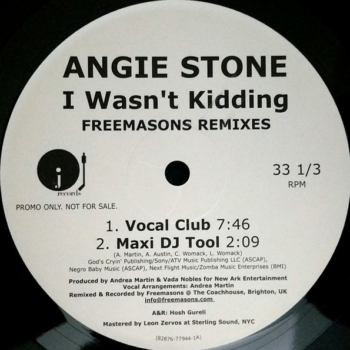 ANGIE STONE
I Wasn't Kidding
FREEMASONS REMIXES
j
records
33 1/3
RPM
PROMO ONLY. NOT FOR SALE.
1. Vocal Club 7:46
2. Maxi DJ Tool 2:09
(A. Martin, A. Austin, C. Womack, L. Womack)
God's Cryin' Publishing/Sony/ATV Music Publishing LLC (ASCAP),
Negro Baby Music (ASCAP), Next Flight Music/Zomba Music Enterprises (BMI)
Produced by Andrea Martin & Vada Nobles for New Ark Entertainment
Vocal Arrangements: Andrea Martin
Remixed & Recorded by Freemasons @ The Coachhouse, Brighton, UK
info@freemasons.com
A&R: Hosh Gureli
Mastered by Leon Zervos at Sterling Sound, NYC
(82876-77944-1A)